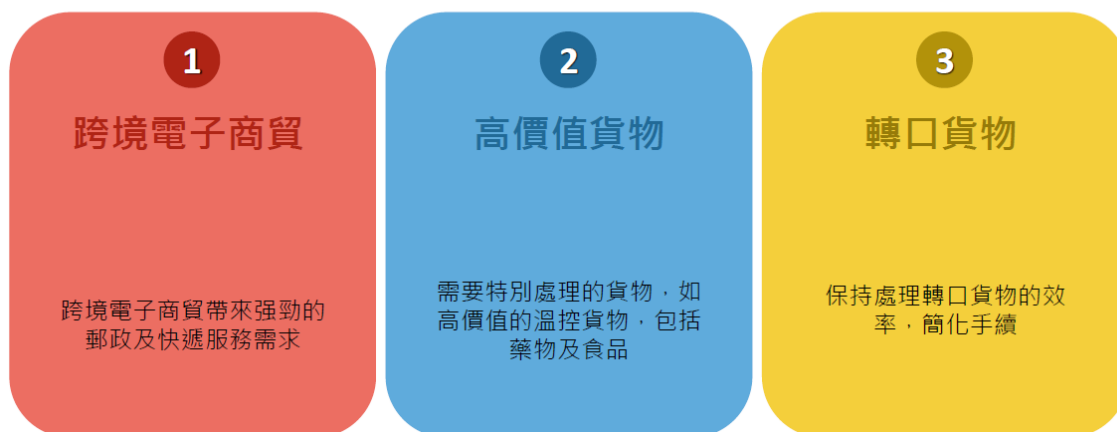 1
跨境電子商貿
跨境電子商貿帶來强勁的
郵政及快遞服務需求
2
高價值貨物
需要特別處理的貨物，如
高價值的溫控貨物，包括
藥物及食品
3
轉口貨物
保持處理轉口貨物的效
率，簡化手續